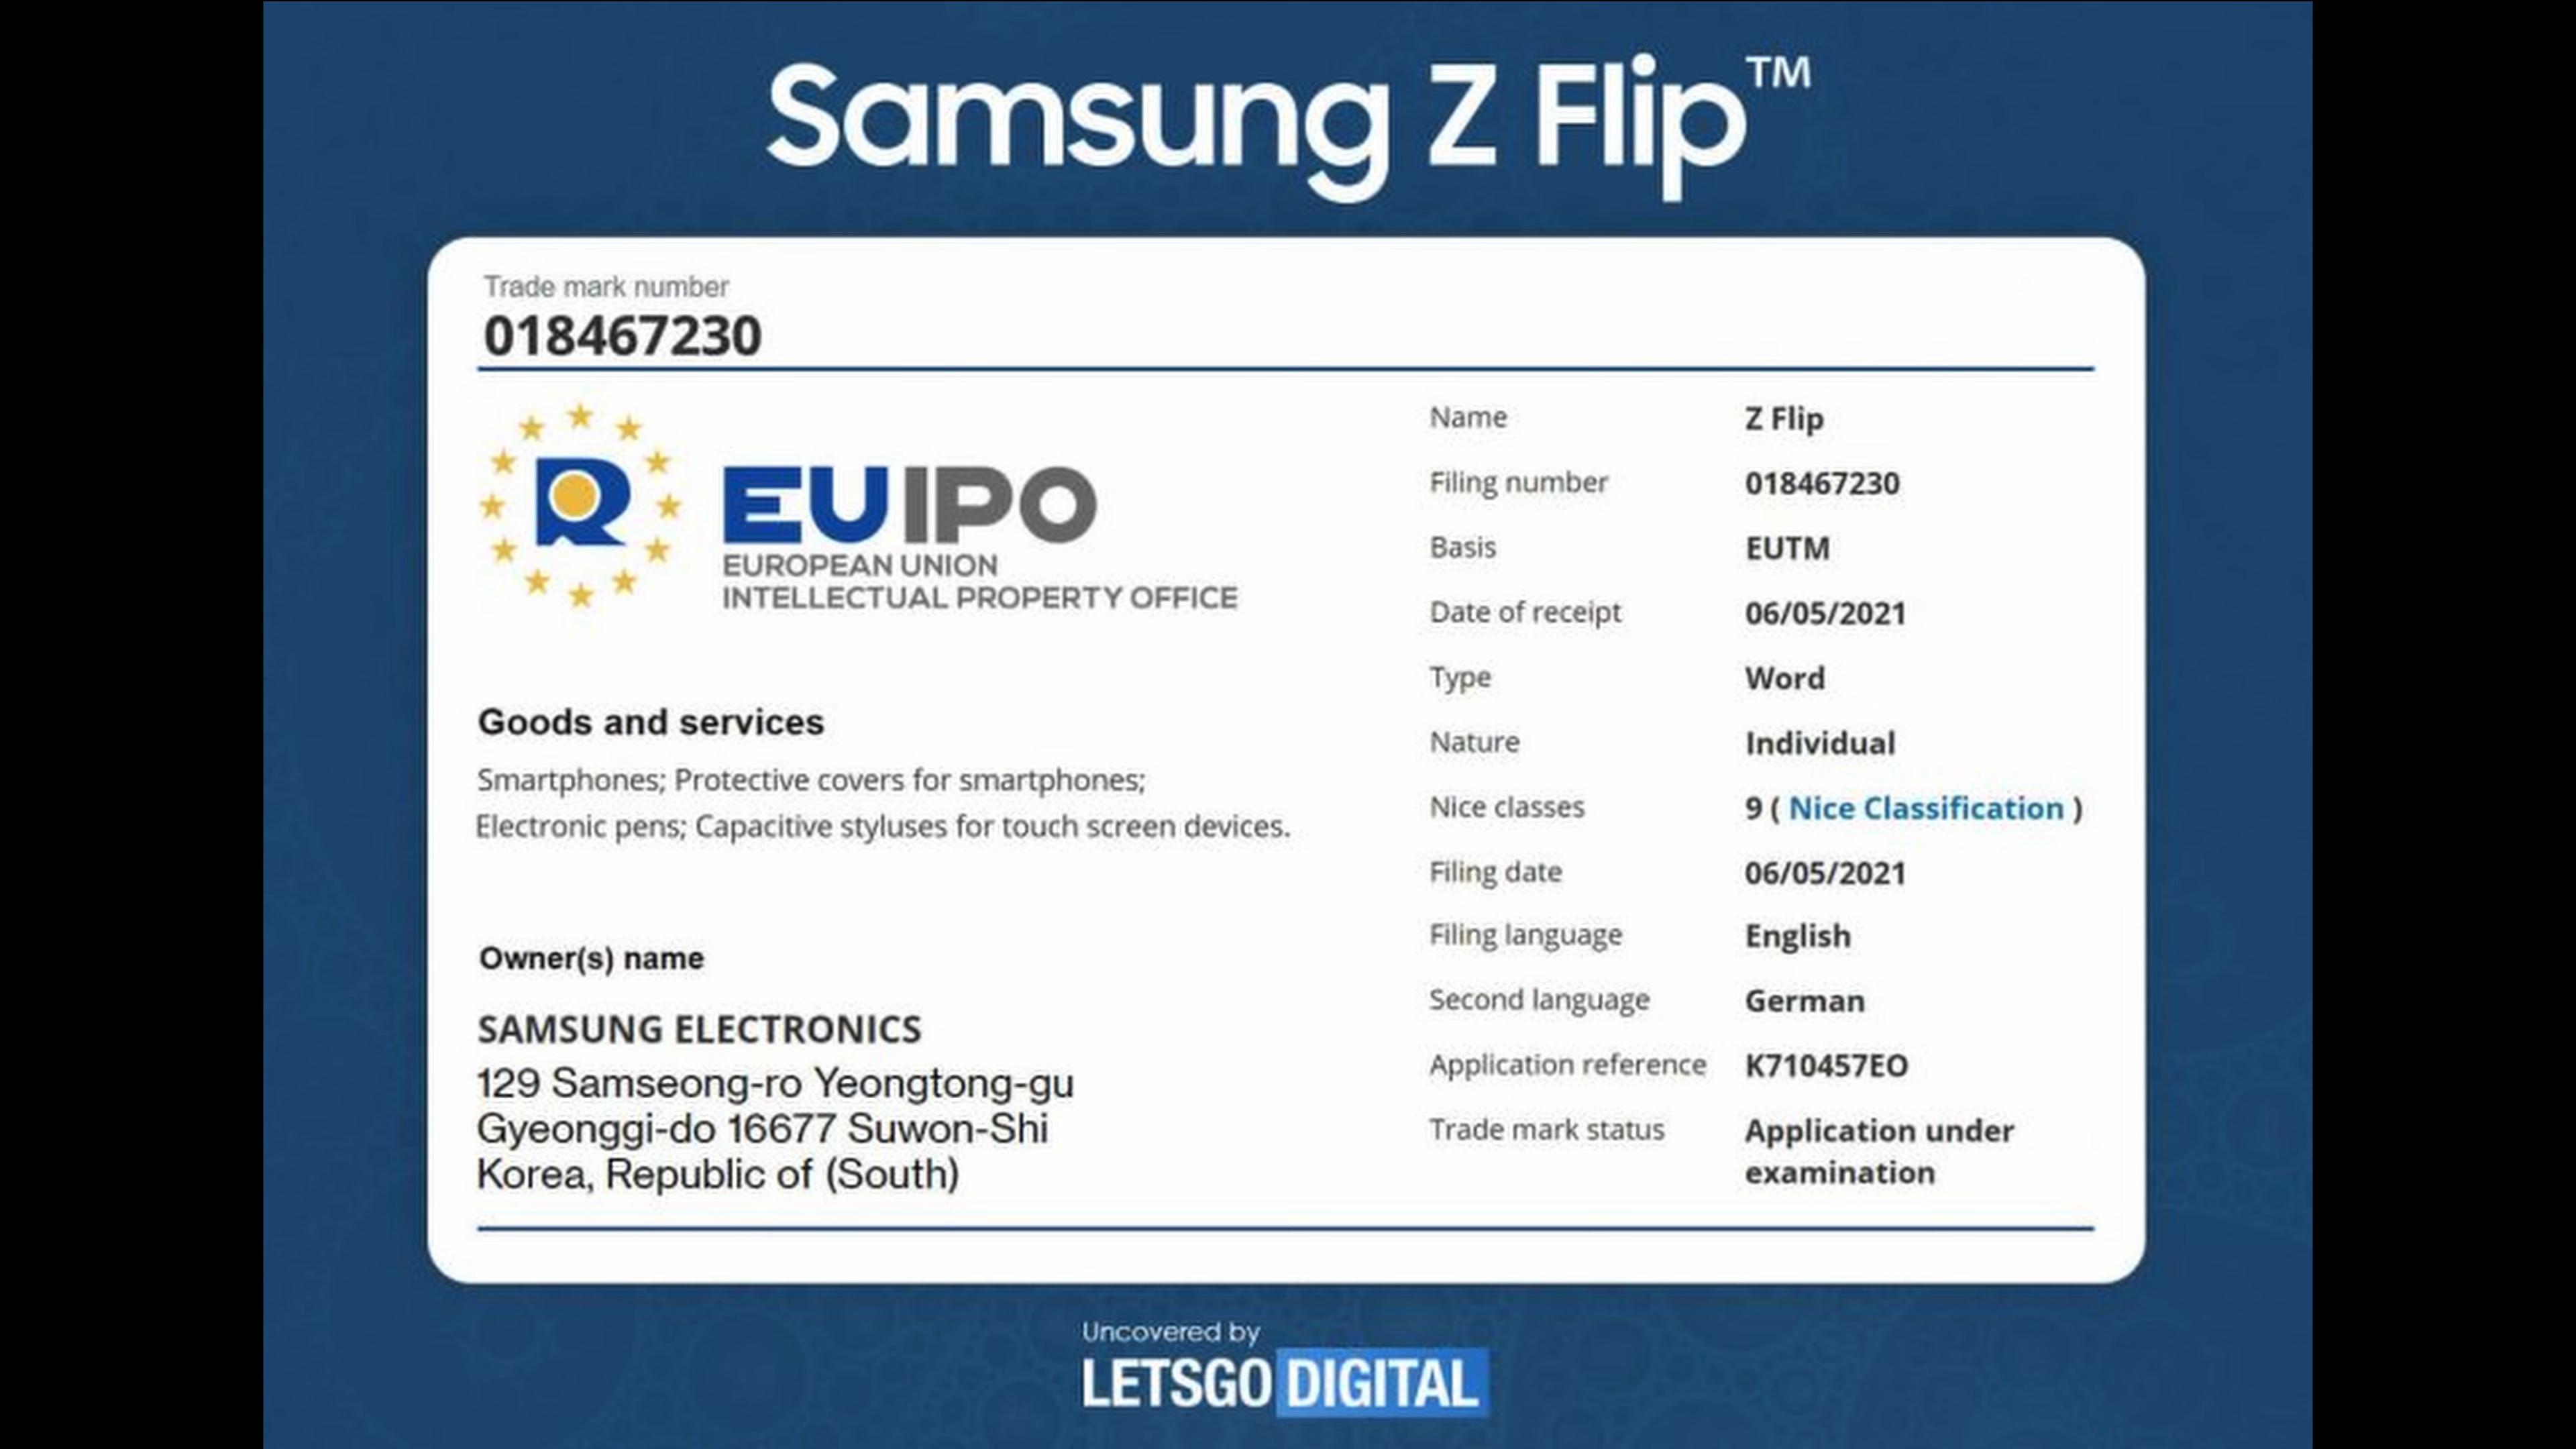 Samsung Z Flip™
Trade mark number
018467230
R
EUIPO
EUROPEAN UNION
INTELLECTUAL PROPERTY OFFICE
Goods and services
Smartphones; Protective covers for smartphones;
Electronic pens; Capacitive styluses for touch screen devices.
Owner(s) name
SAMSUNG ELECTRONICS
129 Samseong-ro Yeongtong-gu
Gyeonggi-do 16677 Suwon-Shi
Korea, Republic of (South)
Name Z Flip
Filing number 018467230
Basis EUTM
Date of receipt 06/05/2021
Type Word
Nature Individual
Nice classes 9 ( Nice Classification )
Filing date 06/05/2021
Filing language English
Second language German
Application reference K710457EO
Trade mark status Application under
examination
Uncovered by
LETSGO DIGITAL